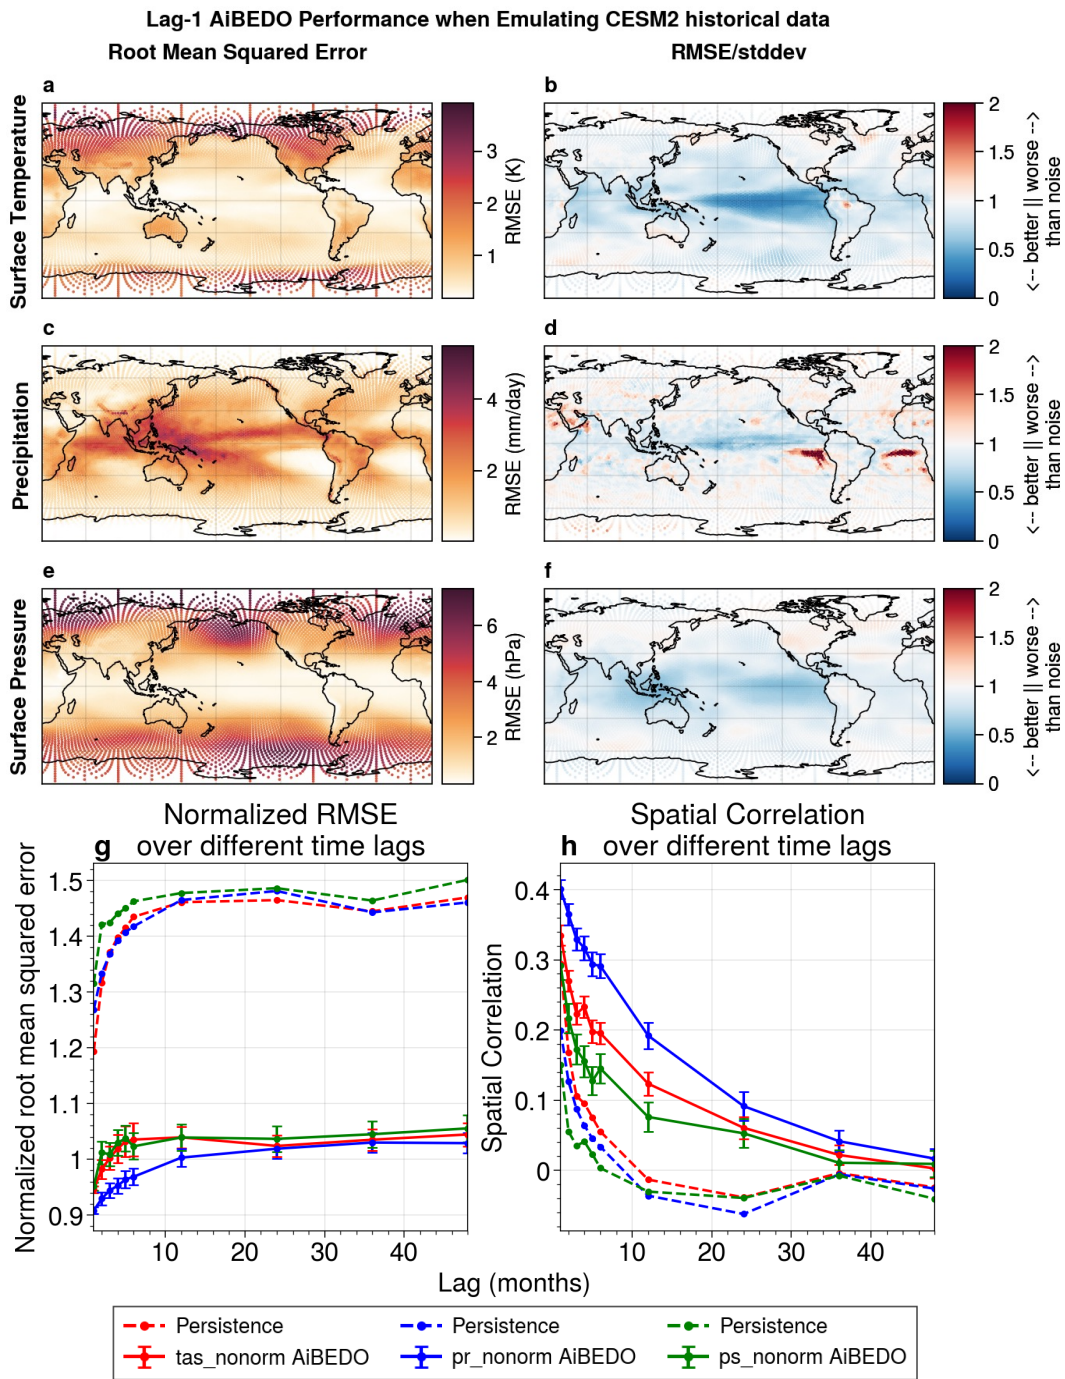 Lag-1 AiBEDO Performance when Emulating CESM2 historical data
Root Mean Squared Error
RMSE/stddev
a
b
Surface Temperature
3
2
1
RMSE (K)
2
1.5
1
0.5
0
<-- better || worse -->
than noise
c
d
Precipitation
4
2
RMSE (mm/day)
2
1.5
1
0.5
0
<-- better || worse -->
than noise
e
f
Surface Pressure
6
4
2
RMSE (hPa)
2
1.5
1
0.5
0
<-- better || worse -->
than noise
Normalized RMSE
g over different time lags
Normalized root mean squared error
1.5
1.4
1.3
1.2
1.1
1
0.9
10 20 30 40
Spatial Correlation
h over different time lags
Spatial Correlation
0.4
0.3
0.2
0.1
0
10 20 30 40
Lag (months)
Persistence Persistence Persistence
tas_nonorm AiBEDO pr_nonorm AiBEDO ps_nonorm AiBEDO